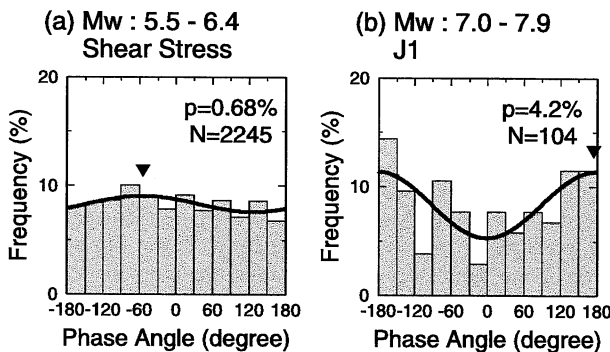 (a) Mw : 5.5 - 6.4
Shear Stress
20
10
0
Frequency (%)
p=0.68%
N=2245
-180 -120 -60 0 60 120 180
Phase Angle (degree)
(b) Mw : 7.0 - 7.9
J1
20
10
0
Frequency (%)
p=4.2%
N=104
-180 -120 -60 0 60 120 180
Phase Angle (degree)